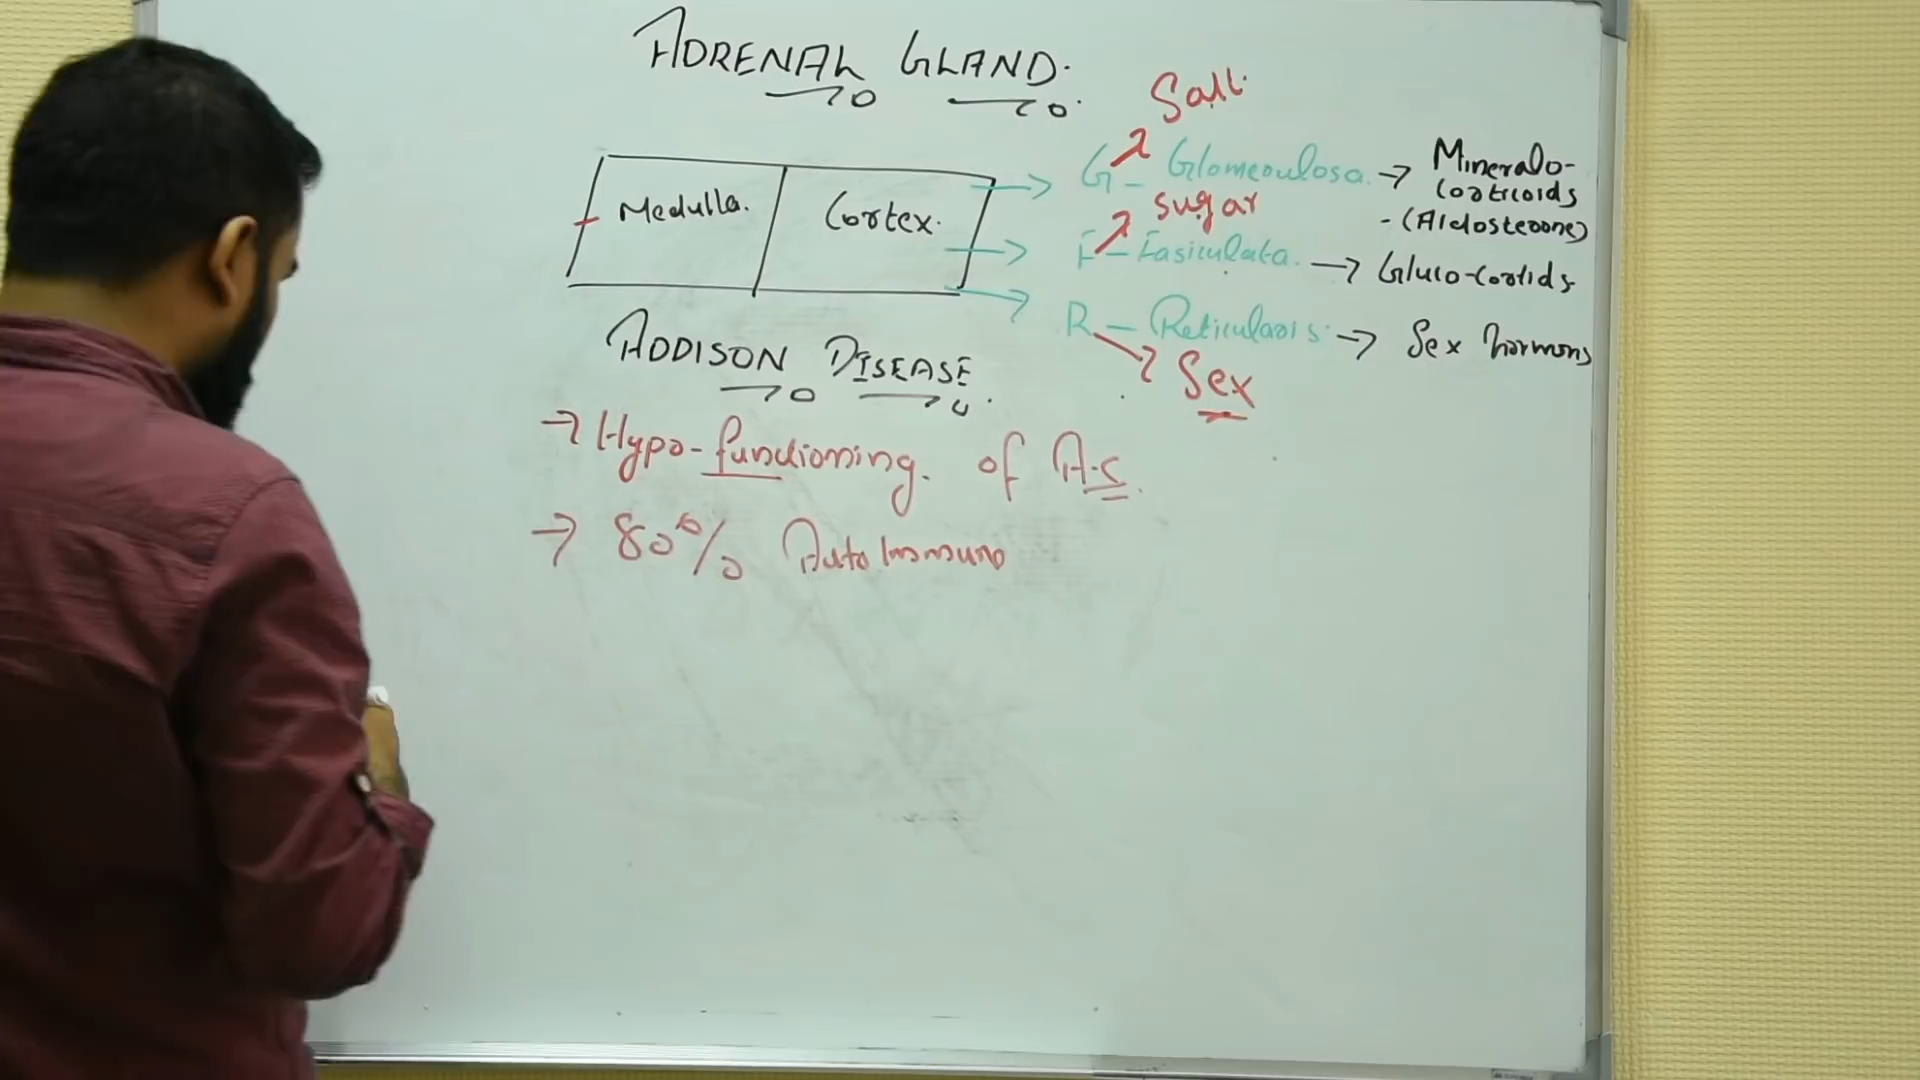 ADRENAL GLAND.
Salt.
G - Glomerulosa. → Mineralo-
corticoids
- (Aldosterone)
Medulla. Cortex.
Sugar
F - Fasiculata. → Gluco-cortids
R - Reticularis. → Sex hormons
Sex
ADDISON DISEASE.
→ Hypo-functioning. of A.C.
→ 80% Auto Immune